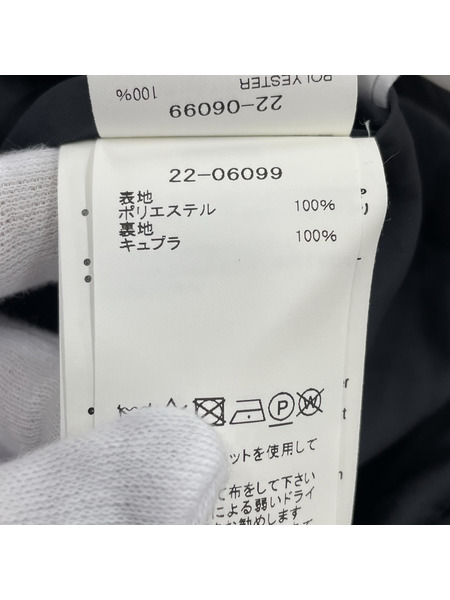 POLYESTER 100%
22-06099
22-06099
表地
ポリエステル 100%
裏地
キュプラ 100%
P
W
ットを使用して
て布をして下さい
による弱いドライ
お勧めします